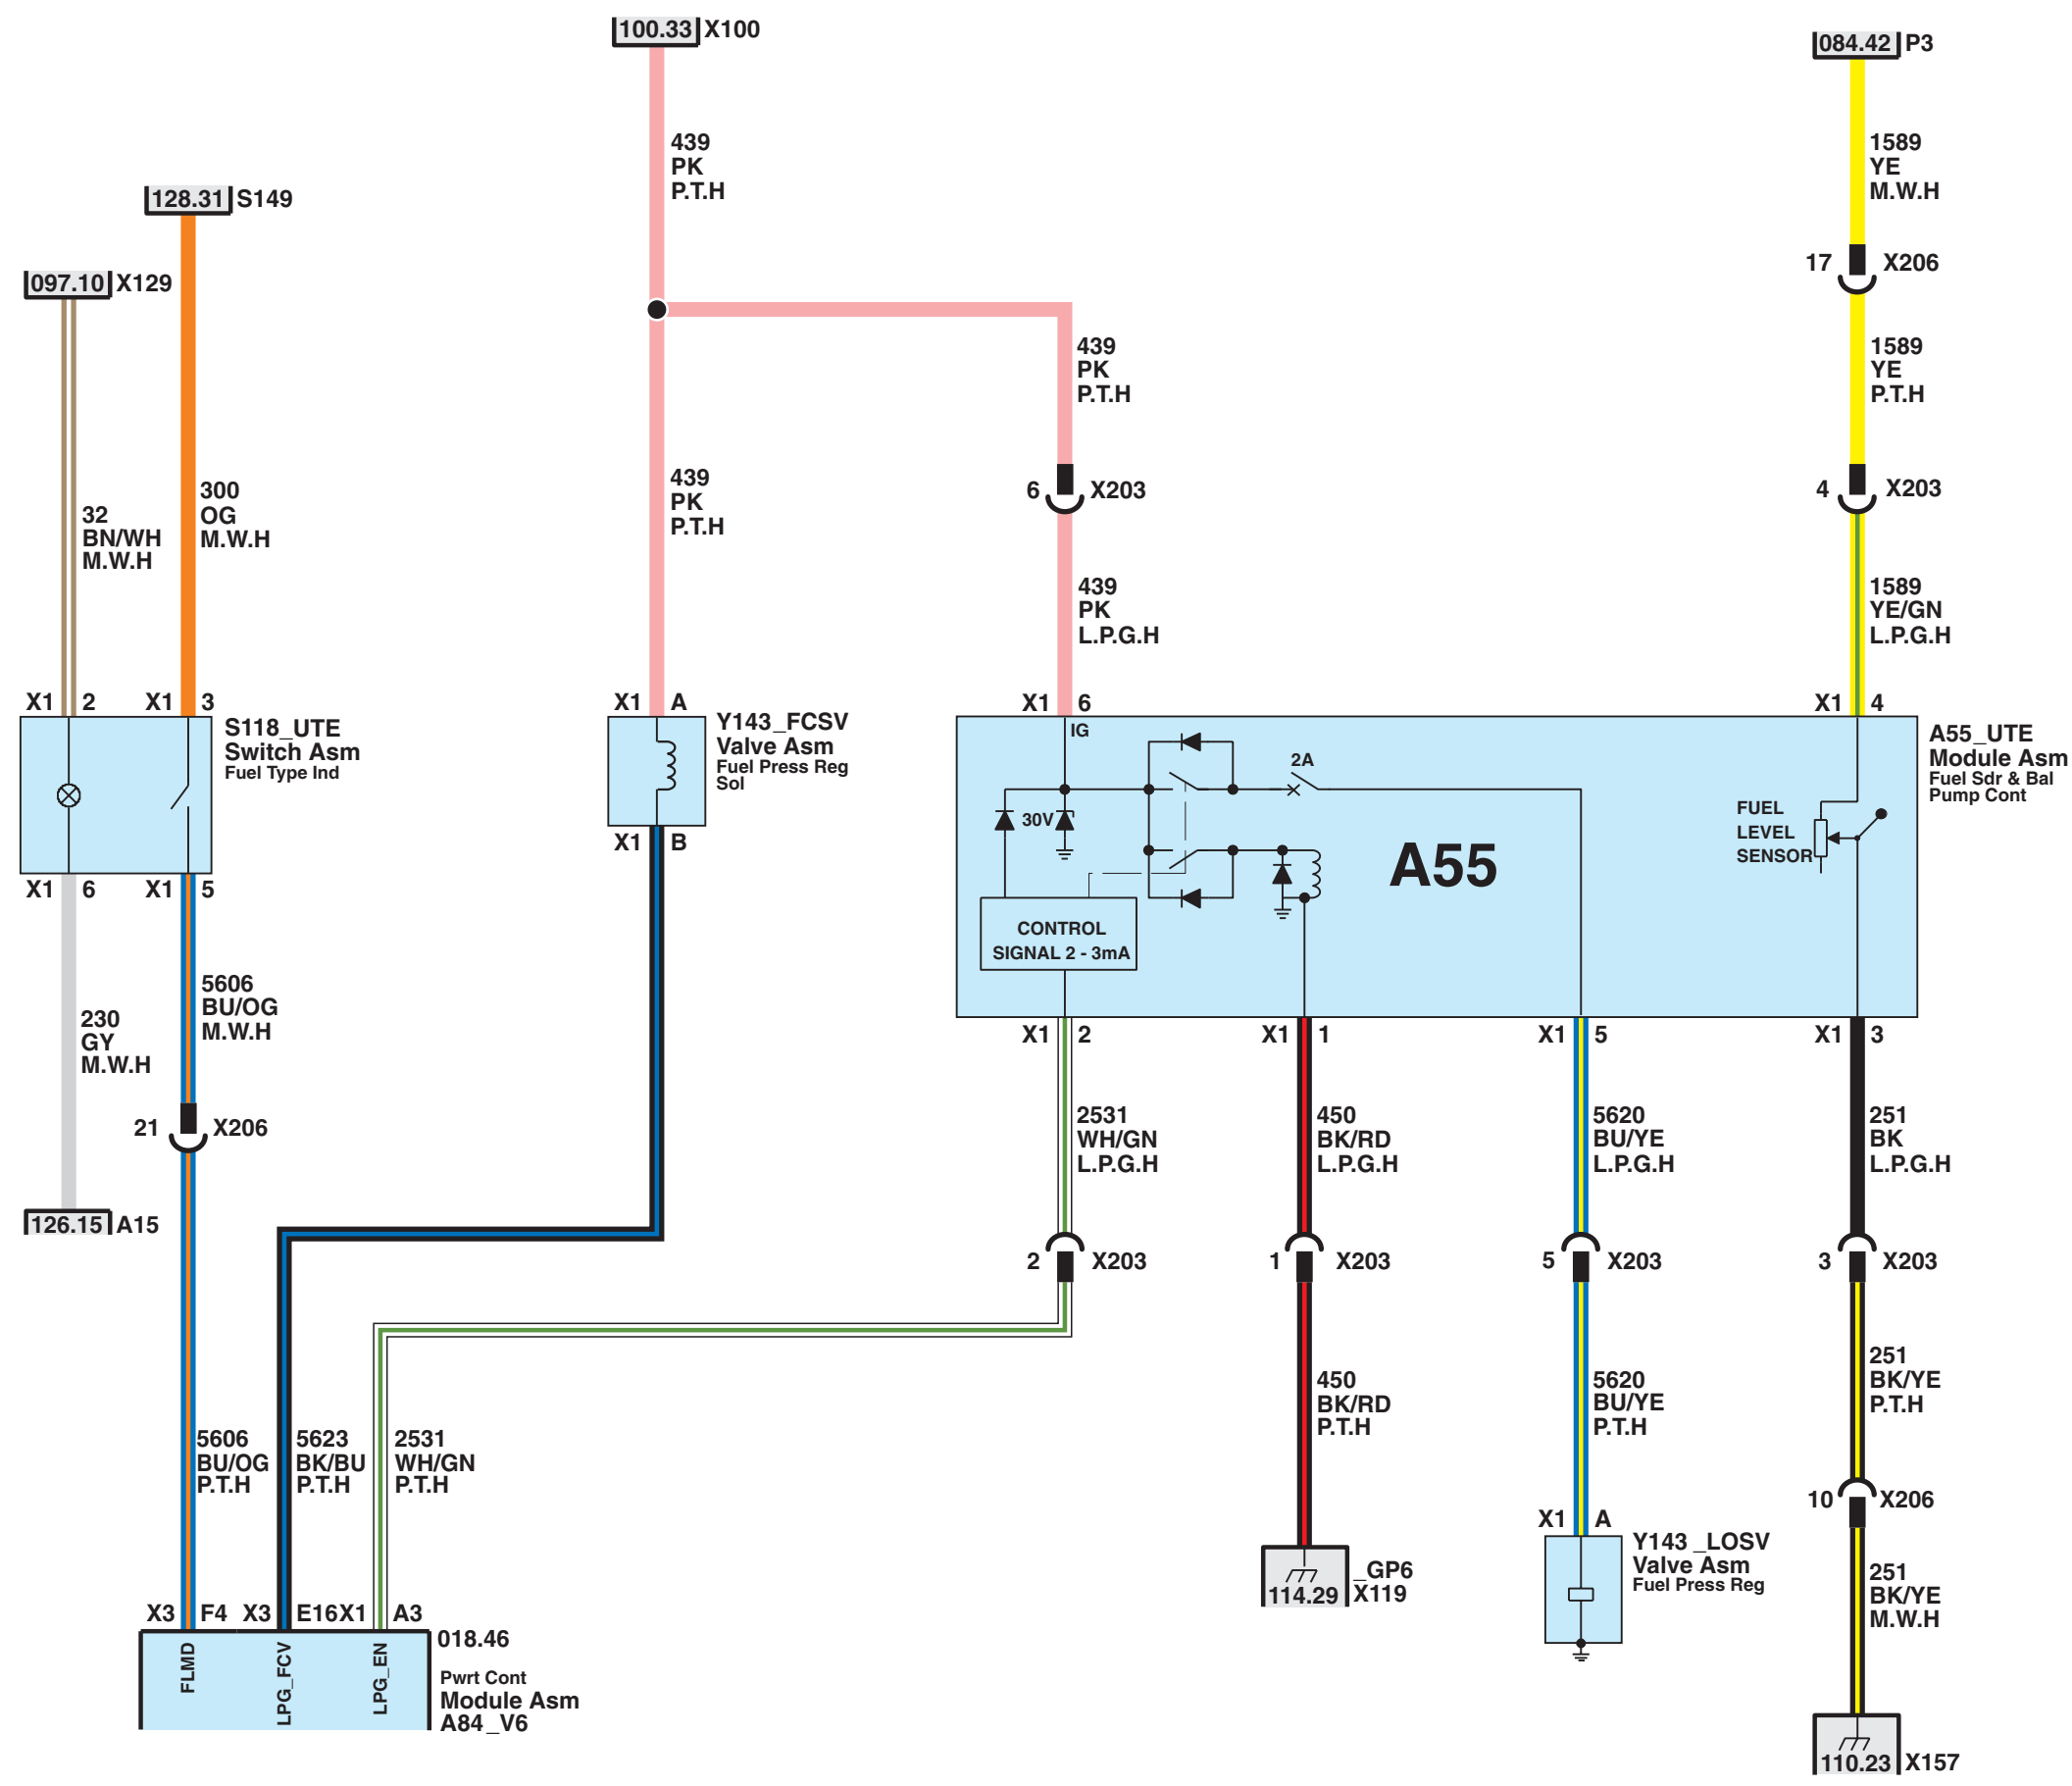 100.33 X100
084.42 P3
439
PK
P.T.H
1589
YE
M.W.H
128.31 S149
17 X206
097.10 X129
439
PK
P.T.H
1589
YE
P.T.H
439
PK
P.T.H
6 X203
4 X203
300
OG
M.W.H
32
BN/WH
M.W.H
439
PK
L.P.G.H
1589
YE/GN
L.P.G.H
X1 2 X1 3
X1 A
X1 6
X1 4
S118_UTE
Switch Asm
Fuel Type Ind
Y143_FCSV
Valve Asm
Fuel Press Reg
Sol
IG
2A
30V
A55
CONTROL
SIGNAL 2 - 3mA
FUEL
LEVEL
SENSOR
A55_UTE
Module Asm
Fuel Sdr & Bal
Pump Cont
X1 B
X1 6 X1 5
5606
BU/OG
M.W.H
230
GY
M.W.H
X1 2
X1 1
X1 5
X1 3
21 X206
2531
WH/GN
L.P.G.H
450
BK/RD
L.P.G.H
5620
BU/YE
L.P.G.H
251
BK
L.P.G.H
126.15 A15
2 X203
1 X203
5 X203
3 X203
5606
BU/OG
P.T.H
5623
BK/BU
P.T.H
2531
WH/GN
P.T.H
450
BK/RD
P.T.H
5620
BU/YE
P.T.H
251
BK/YE
P.T.H
10 X206
X1 A
Y143_LOSV
Valve Asm
Fuel Press Reg
251
BK/YE
M.W.H
114.29
_GP6
X119
X3 F4 X3 E16 X1 A3
FLMD
LPG_FCV
LPG_EN
018.46
Pwrt Cont
Module Asm
A84_V6
110.23 X157